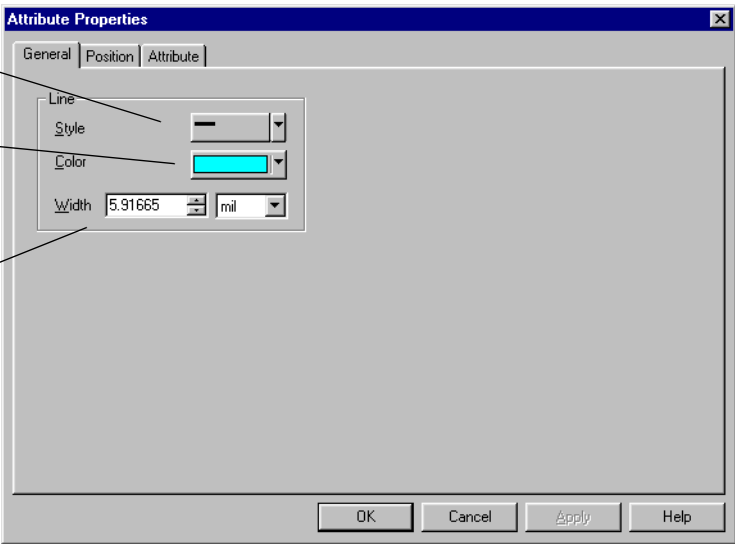 Attribute Properties
General Position Attribute
Line
Style
Color
Width 5.91665 mil
OK Cancel Apply Help